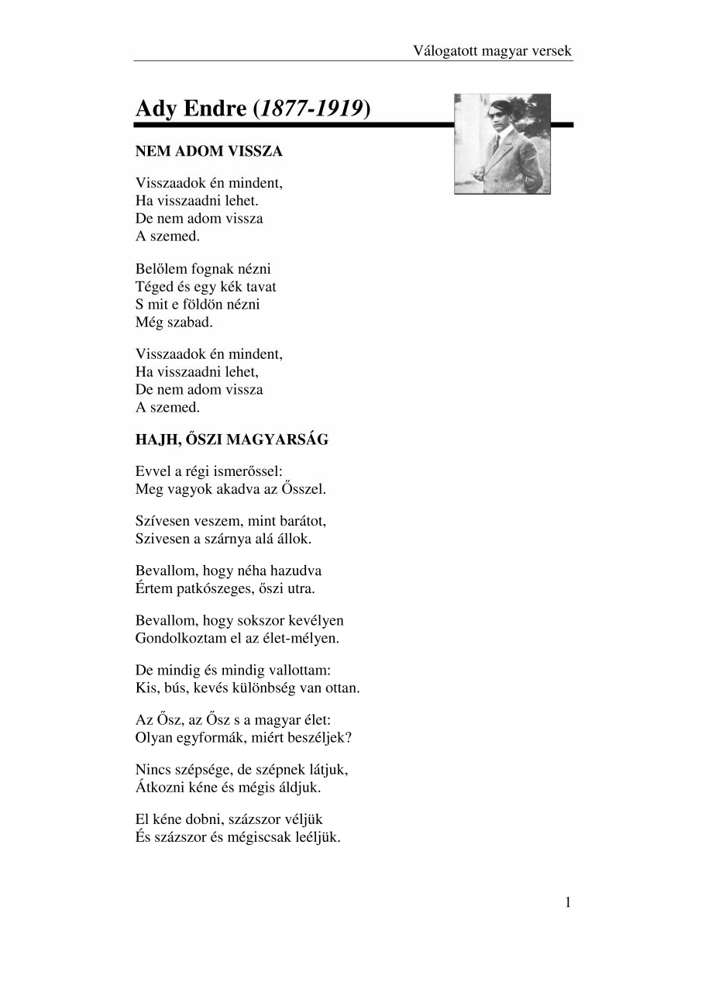 Válogatott magyar versek
Ady Endre (1877-1919)
NEM ADOM VISSZA
Visszaadok én mindent,
Ha visszaadni lehet.
De nem adom vissza
A szemed.
Belőlem fognak nézni
Téged és egy kék tavat
S mit e földön nézni
Még szabad.
Visszaadok én mindent,
Ha visszaadni lehet,
De nem adom vissza
A szemed.
HAJH, ŐSZI MAGYARSÁG
Evvel a régi ismerőssel:
Meg vagyok akadva az Ősszel.
Szívesen veszem, mint barátot,
Szivesen a szárnya alá állok.
Bevallom, hogy néha hazudva
Értem patkószeges, őszi utra.
Bevallom, hogy sokszor kevélyen
Gondolkoztam el az élet-mélyen.
De mindig és mindig vallottam:
Kis, bús, kevés különbség van ottan.
Az Ősz, az Ősz s a magyar élet:
Olyan egyformák, miért beszéljek?
Nincs szépsége, de szépnek látjuk,
Átkozni kéne és mégis áldjuk.
El kéne dobni, százszor véljük
És százszor és mégiscsak leéljük.
1